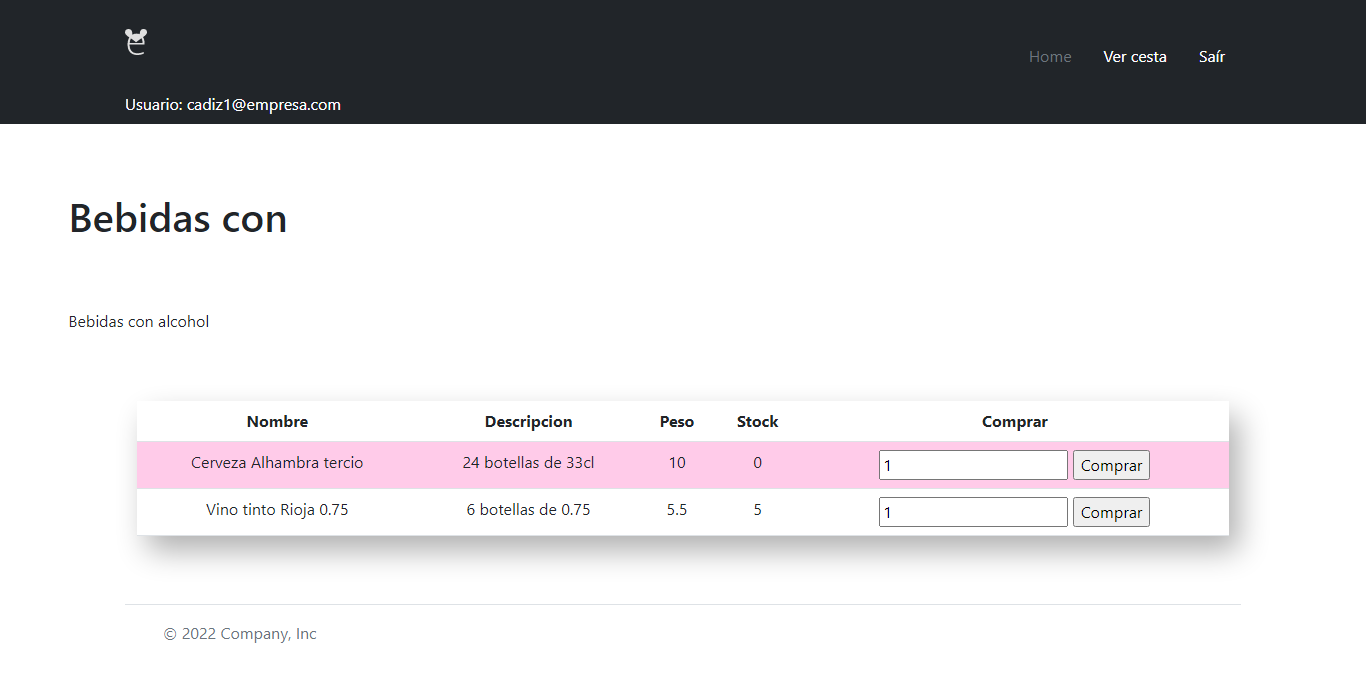 Home Ver cesta Saír
Usuario: cadiz1@empresa.com
Bebidas con
Bebidas con alcohol
Nombre Descripcion Peso Stock Comprar
Cerveza Alhambra tercio 24 botellas de 33cl 10 0 1 Comprar
Vino tinto Rioja 0.75 6 botellas de 0.75 5.5 5 1 Comprar
© 2022 Company, Inc